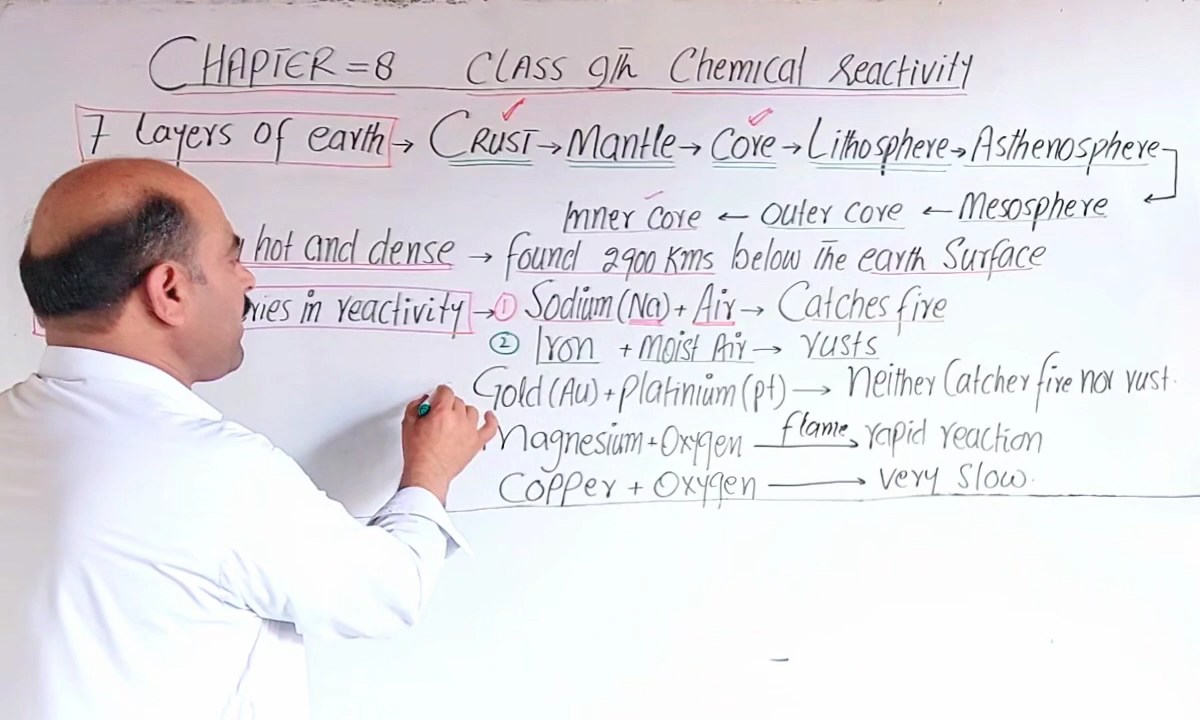 CHAPTER = 8 CLASS 9Th Chemical Reactivity
7 Layers of earth → CRUST → Mantle → Core → Lithosphere → Asthenosphere
Inner core ← outer core ← Mesosphere
hot and dense → found 2900 Kms below The earth Surface
in reactivity → ① Sodium (Na) + Air → Catches fire
② Iron + Moist Air → rusts
Gold (Au) + Platinium (pt) → Neither Catcher fire nor rust.
Magnesium + Oxygen flame → rapid reaction
Copper + Oxygen → very slow.